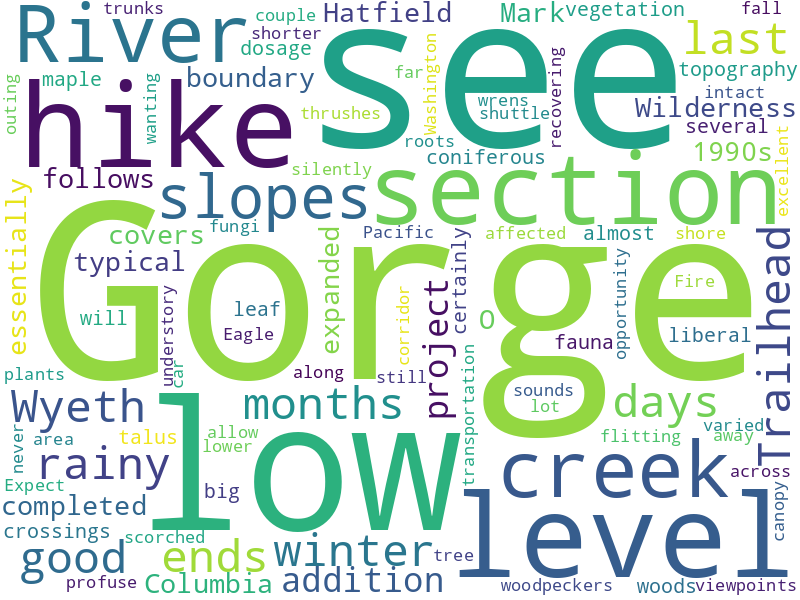 trunks
couple
Hatfield
Mark
vegetation
fall
River
see
shorter
last
dosage
maple
boundary
far
Washington
topography
outing
hike
wanting
wrens
recovering
intact
thrushes
shuttle
Wilderness
roots
several
coniferous
1990s
excellent
follows
silently
section
slopes
essentially
fungi
Pacific
affected
almost
shore
covers
expanded
certainly
Trailhead
typical
Gorge
opportunity
Fire
understory
leaf
corridor
project
will
Eagle
O
fauna
liberal
plants
car
along
still
transportation
sounds
lot
Wyeth
low
months
days
varied
never
area
talus
allow
lower
flitting
away
rainy
creek
across
Expect
big
level
canopy
completed
crossings
scorched
good
ends
winter
tree
profuse
Columbia
addition
woodpeckers
woods
viewpoints